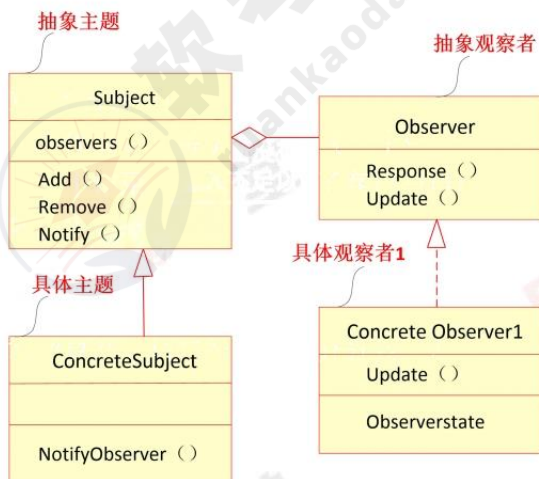 抽象主题
抽象观察者
Subject
observers（）
Add（）
Remove（）
Notify（）
Observer
Response（）
Update（）
具体主题
具体观察者1
ConcreteSubject
NotifyObserver（）
Concrete Observer1
Update（）
Observerstate